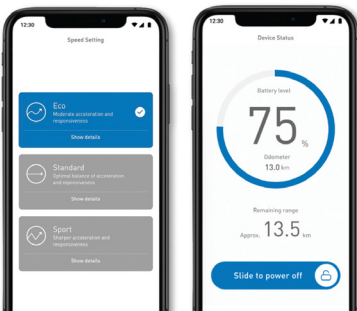 12:30
Speed Setting
Eco
Moderate acceleration and
responsiveness
Show details
Standard
Optimal balance of acceleration
and responsiveness
Show details
Sport
Sharper acceleration and
responsiveness
Show details
12:30
Device Status
Battery level
75 %
Odometer
13.0 km
Remaining range
Approx. 13.5 km
Slide to power off